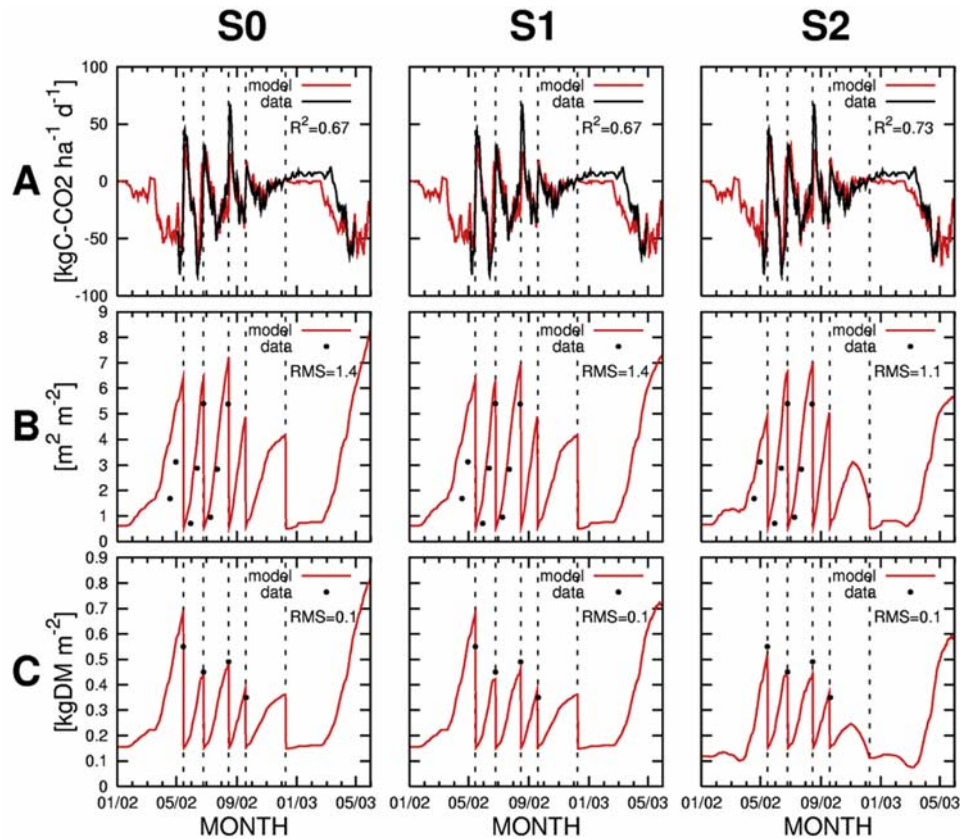 S0 S1 S2
A
[kgC-CO2 ha⁻¹ d⁻¹]
100
50
0
-50
-100
model
data
R²=0.67
model
data
R²=0.67
model
data
R²=0.73
B
[m² m⁻²]
9
8
7
6
5
4
3
2
1
0
model
data
RMS=1.4
model
data
RMS=1.4
model
data
RMS=1.1
C
[kgDM m⁻²]
0.9
0.8
0.7
0.6
0.5
0.4
0.3
0.2
0.1
0
model
data
RMS=0.1
model
data
RMS=0.1
model
data
RMS=0.1
01/02 05/02 09/02 01/03 05/03
01/02 05/02 09/02 01/03 05/03
01/02 05/02 09/02 01/03 05/03
MONTH MONTH MONTH